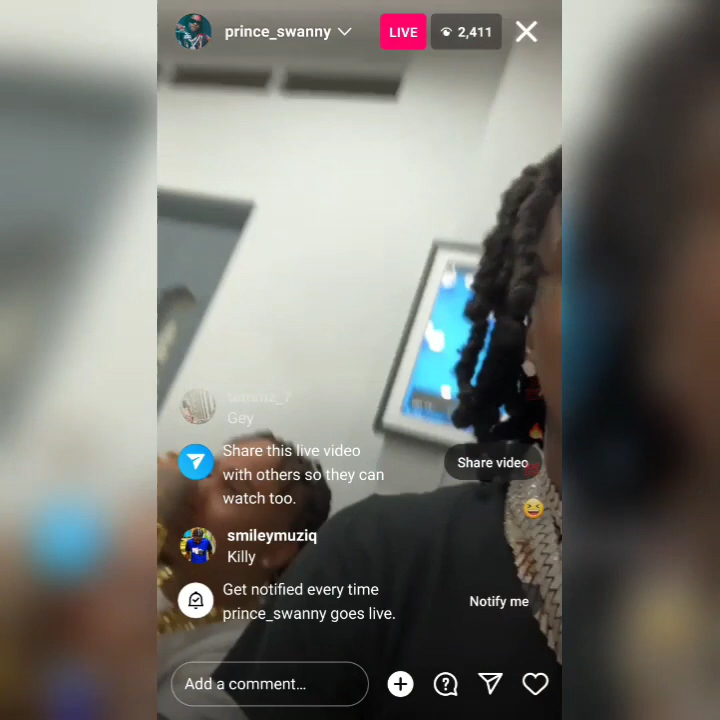 prince_swanny
LIVE
2,411
Gey
Share this live video
with others so they can
watch too.
Share video
smileymuziq
Killy
Get notified every time
prince_swanny goes live.
Notify me
Add a comment…